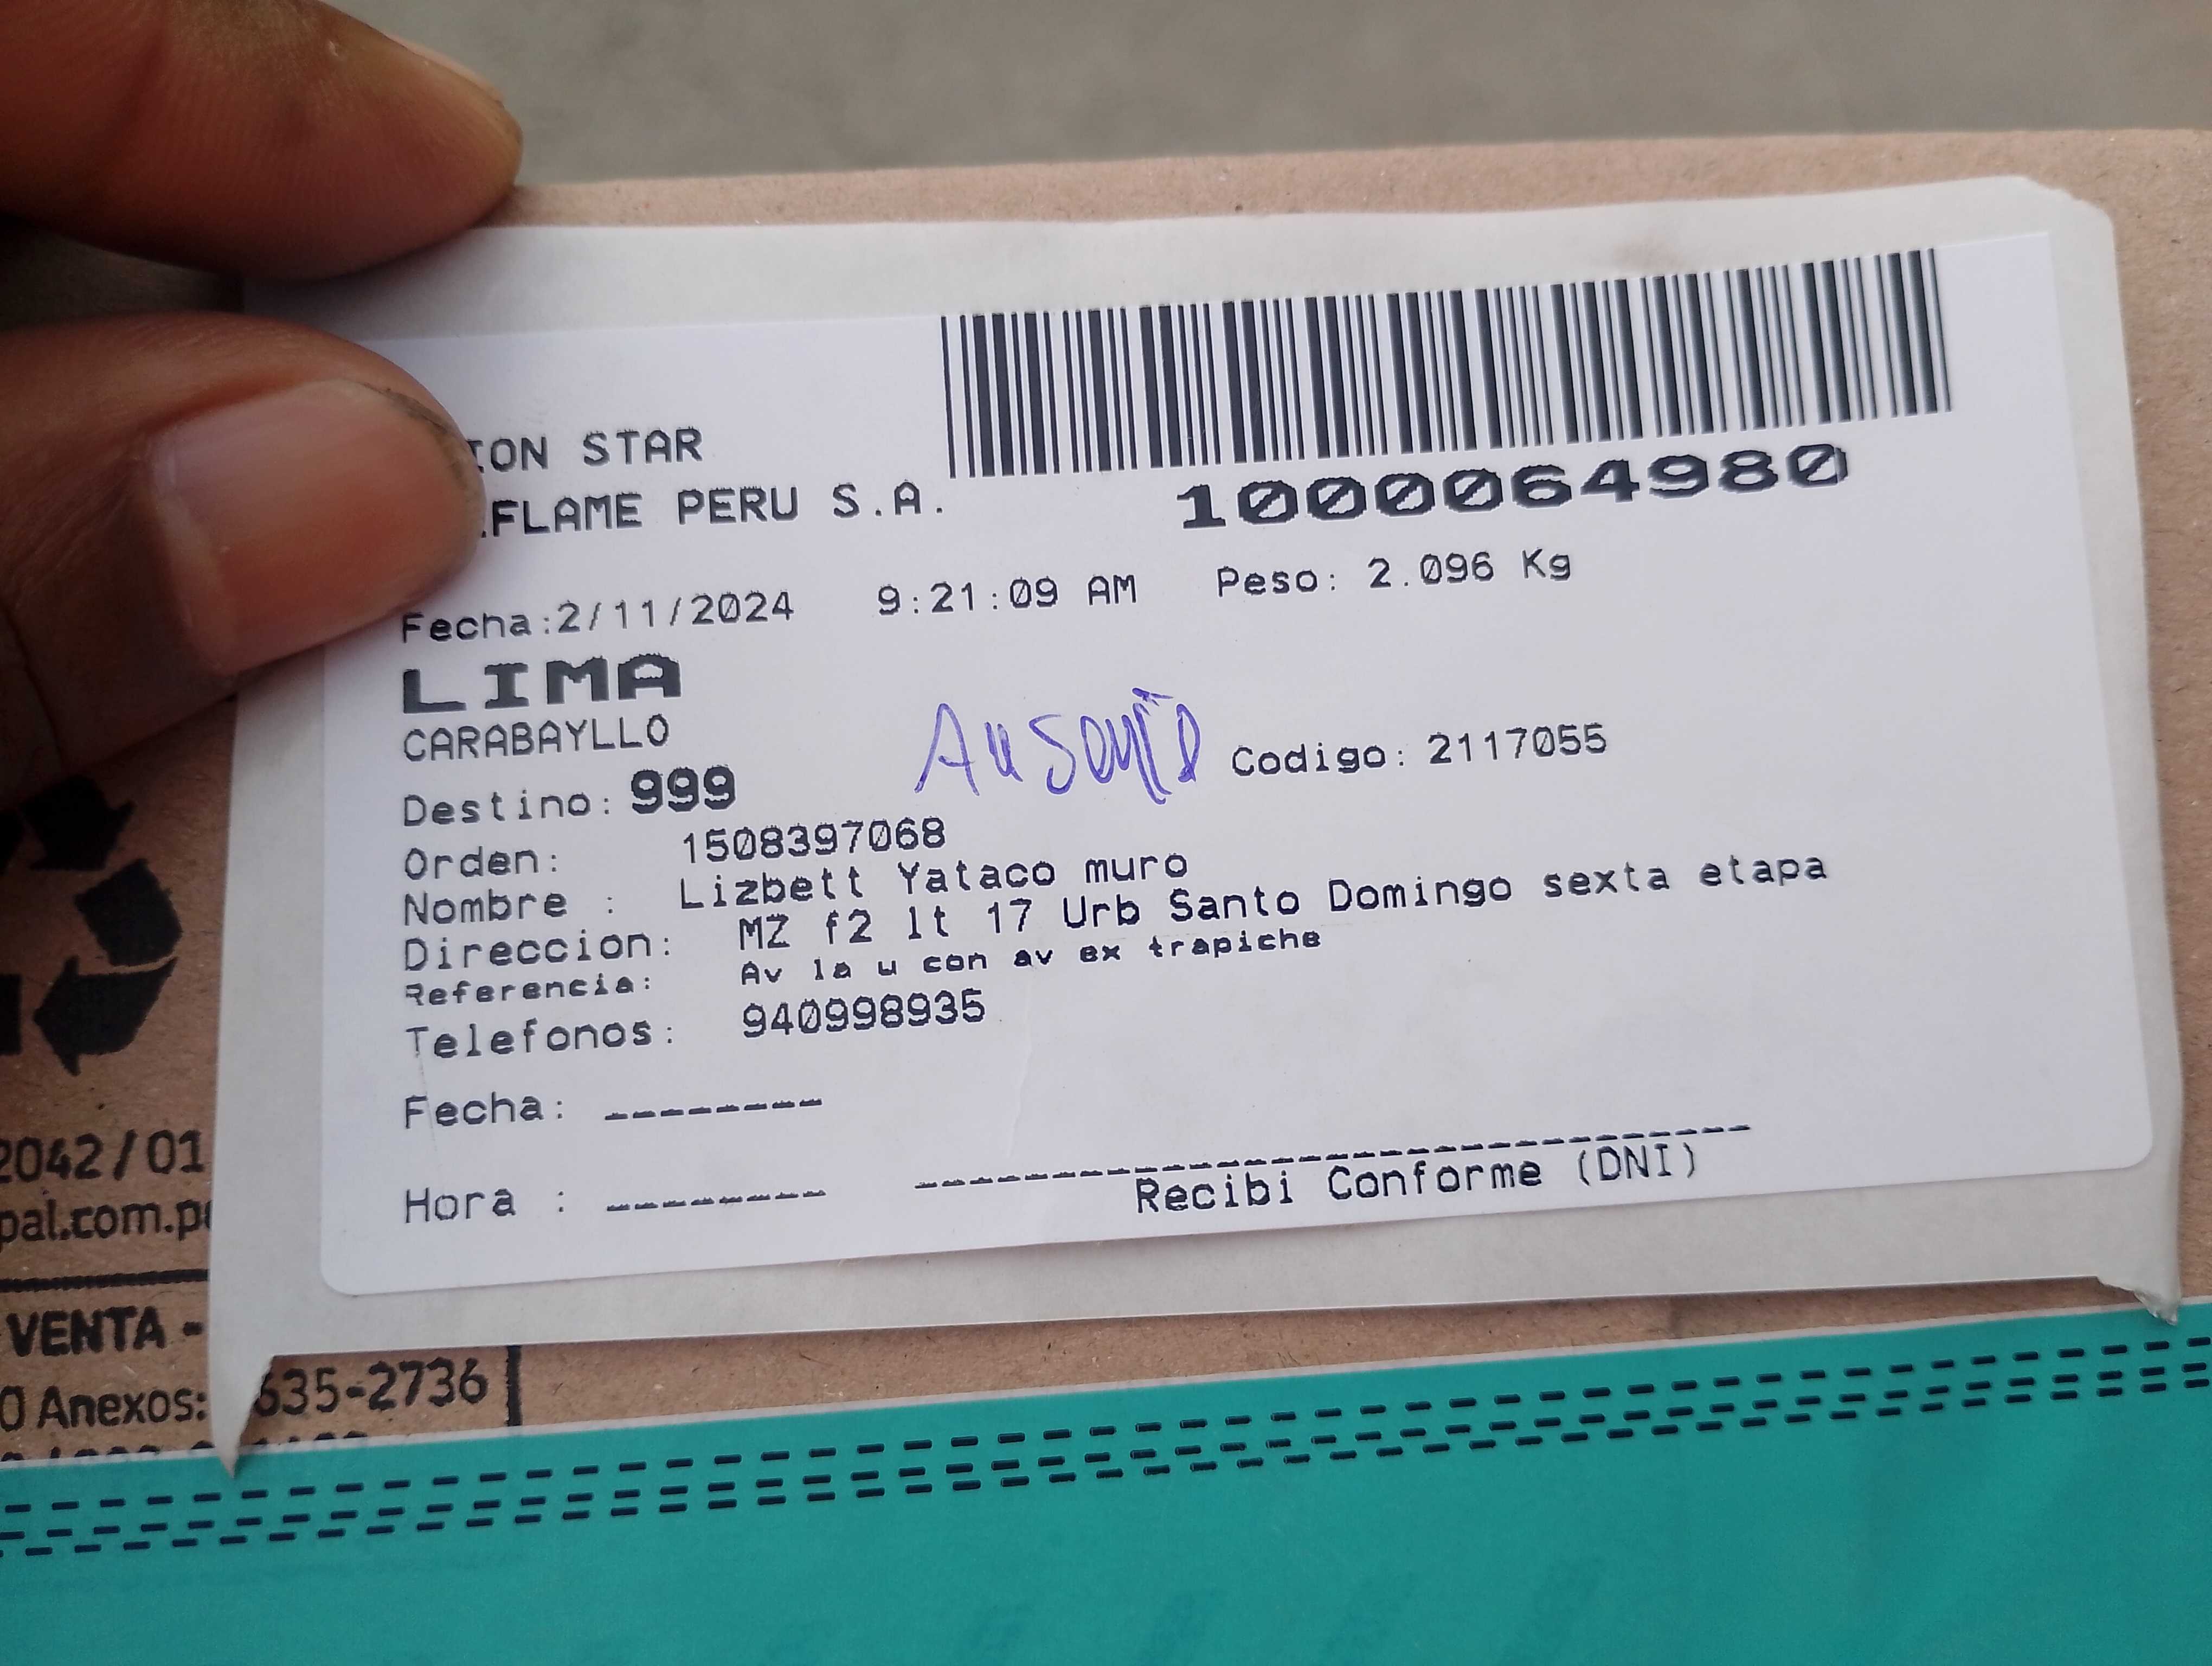 ION STAR
FLAME PERU S.A.
1000064980
Fecha:2/11/2024 9:21:09 AM Peso: 2.096 Kg
LIMA
CARABAYLLO
Destino: 999
Codigo: 2117055
Orden: 1508397068
Nombre : Lizbett Yataco muro
Direccion: MZ f2 lt 17 Urb Santo Domingo sexta etapa
Referencia: Av la u con av ex trapiche
Telefonos: 940998935
Fecha: --------
Hora : --------
Recibi Conforme (DNI)
2042/01
pal.com.p
VENTA -
0 Anexos: 635-2736